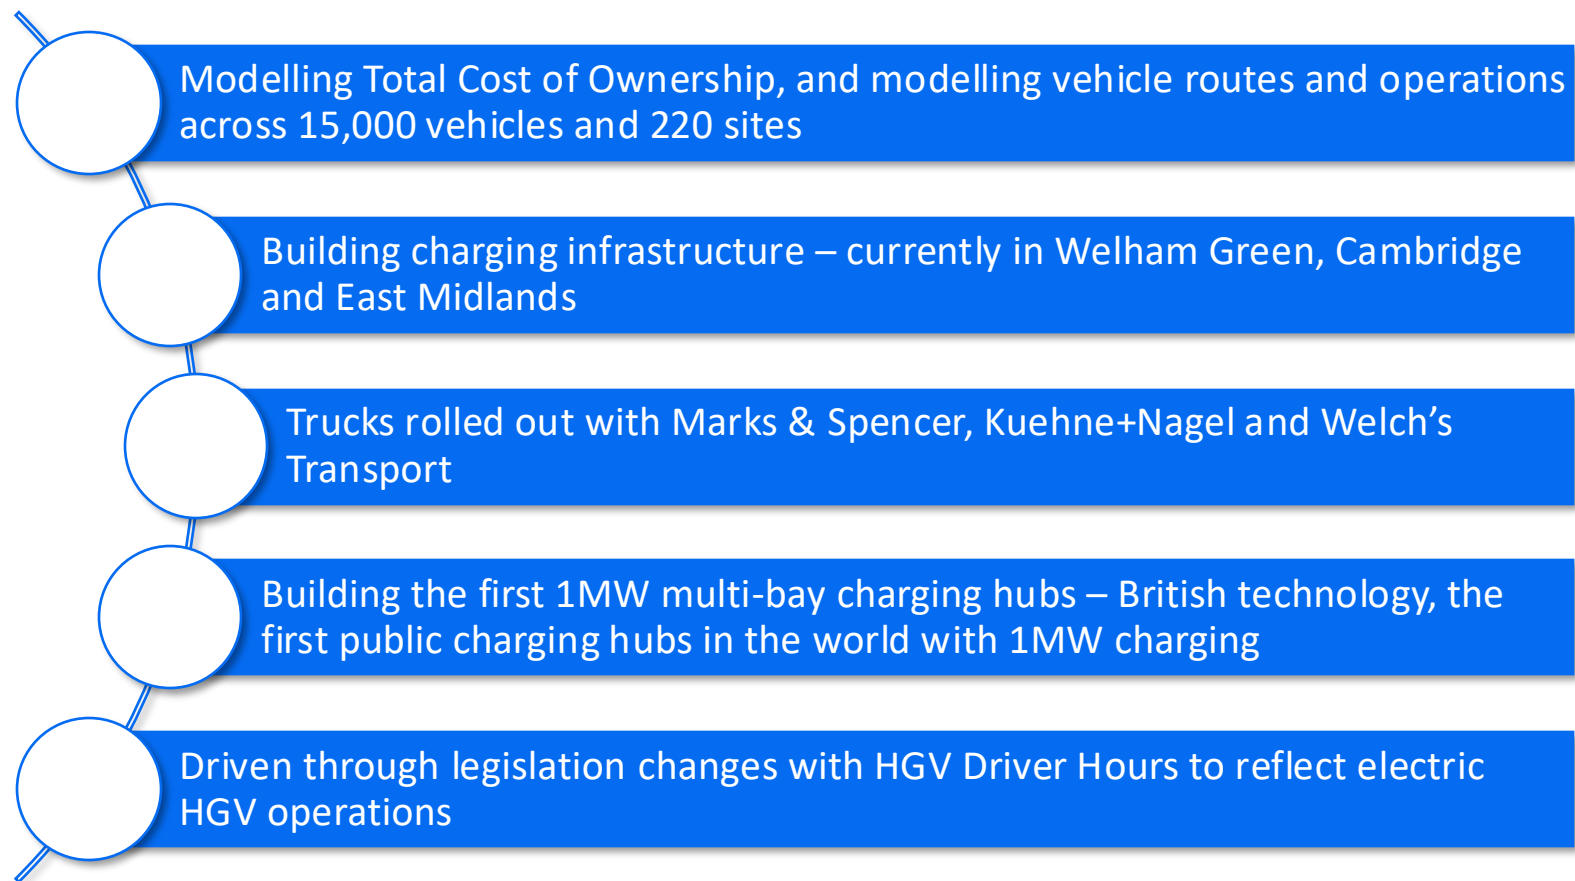 Modelling Total Cost of Ownership, and modelling vehicle routes and operations
across 15,000 vehicles and 220 sites
Building charging infrastructure – currently in Welham Green, Cambridge
and East Midlands
Trucks rolled out with Marks & Spencer, Kuehne+Nagel and Welch’s
Transport
Building the first 1MW multi-bay charging hubs – British technology, the
first public charging hubs in the world with 1MW charging
Driven through legislation changes with HGV Driver Hours to reflect electric
HGV operations